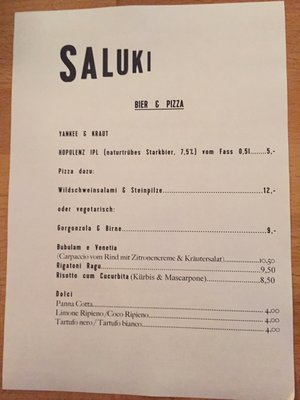 SALUKI
BIER & PIZZA
YANKEE & KRAUT
HOPULENZ IPL (naturtrübes Starkbier, 7,5%) vom Fass 0,5l.......5,-
Pizza dazu:
Wildschweinsalami & Steinpilze..............................12,-
oder vegetarisch:
Gorgonzola & Birne..........................................9,-
Bubulam e Venetia
(Carpaccio vom Rind mit Zitronencreme & Kräutersalat)..................10,50
Rigatoni Ragu..................................................9,50
Risotto cum Cucurbita (Kürbis & Mascarpone)........................8,50
Dolci
Panna Cotta..................................................4,00
Limone Ripieno /Coco Ripieno..................................4,00
Tartufo nero / Tartufo bianco..................................4,00